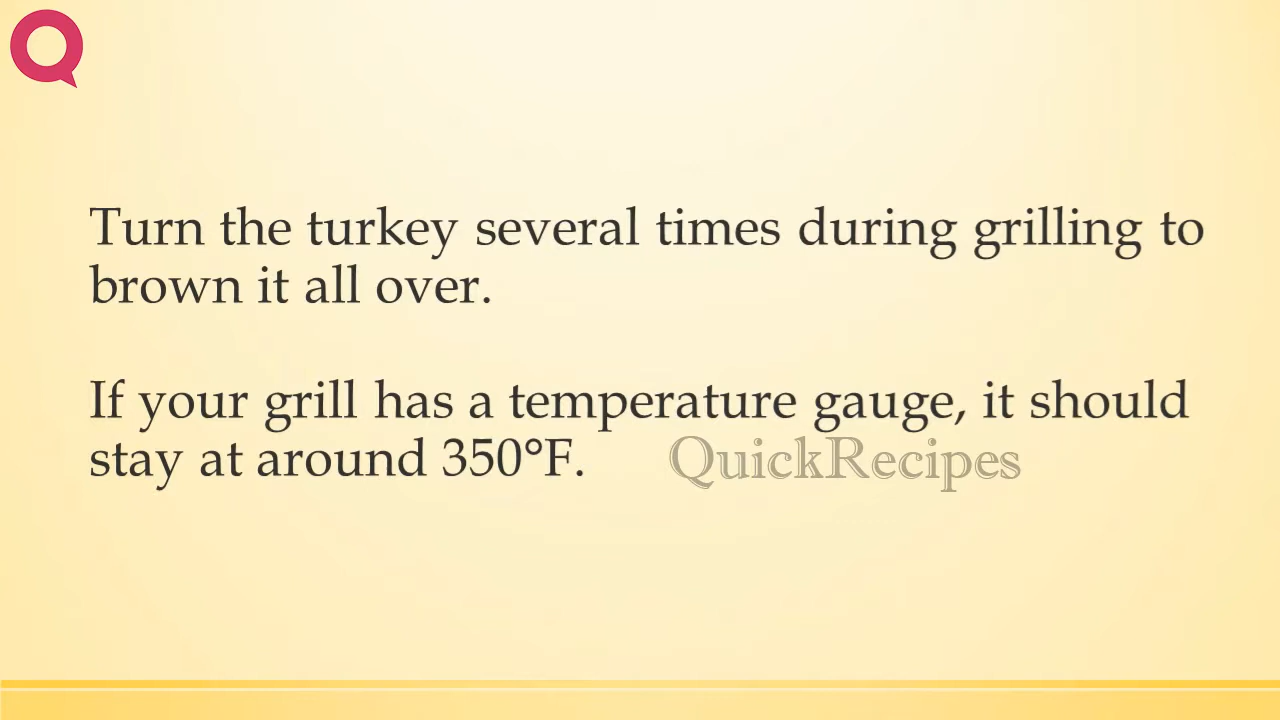 Turn the turkey several times during grilling to
brown it all over.
If your grill has a temperature gauge, it should
stay at around 350°F.
QuickRecipes